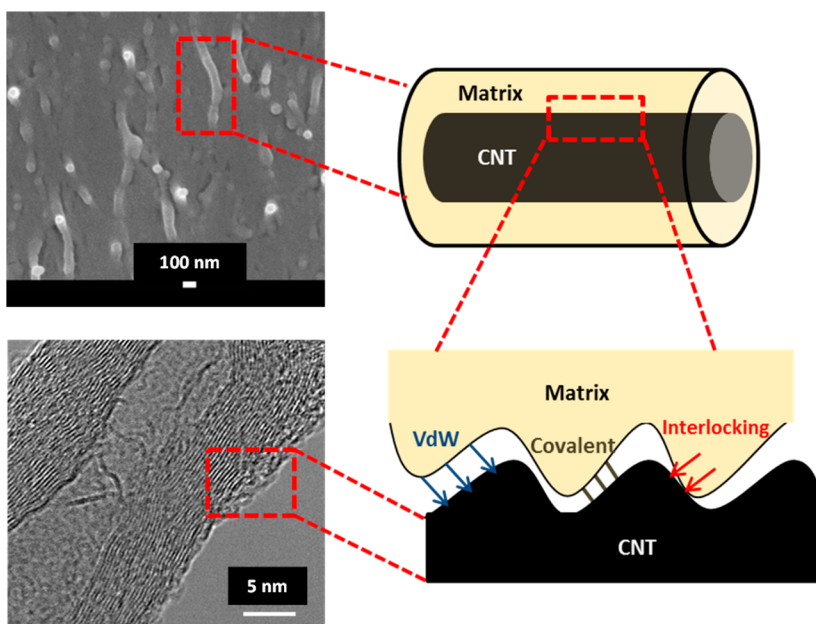 Matrix
CNT
100 nm
Matrix
VdW
Covalent
Interlocking
CNT
5 nm